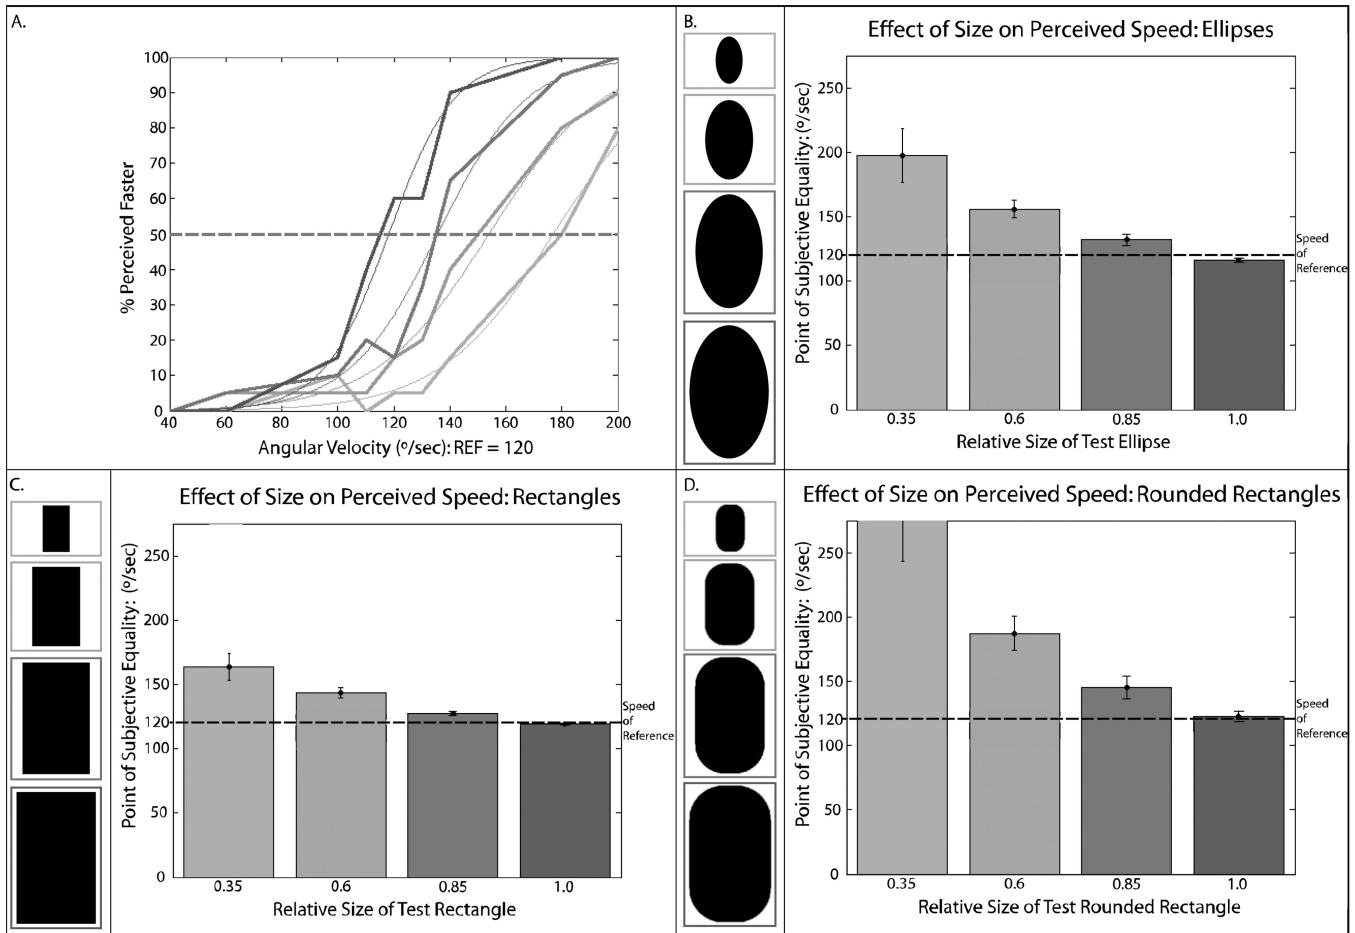 A.
100
90
80
70
60
50
40
30
20
10
0
% Perceived Faster
40 60 80 100 120 140 160 180 200
Angular Velocity (º/sec): REF = 120
B.
Effect of Size on Perceived Speed: Ellipses
Point of Subjective Equality: (º/sec)
250
200
150
120
100
50
0
Speed
of
Reference
0.35 0.6 0.85 1.0
Relative Size of Test Ellipse
C.
Effect of Size on Perceived Speed: Rectangles
Point of Subjective Equality: (º/sec)
250
200
150
120
100
50
0
Speed
of
Reference
0.35 0.6 0.85 1.0
Relative Size of Test Rectangle
D.
Effect of Size on Perceived Speed: Rounded Rectangles
Point of Subjective Equality: (º/sec)
250
200
150
120
100
50
0
Speed
of
Reference
0.35 0.6 0.85 1.0
Relative Size of Test Rounded Rectangle